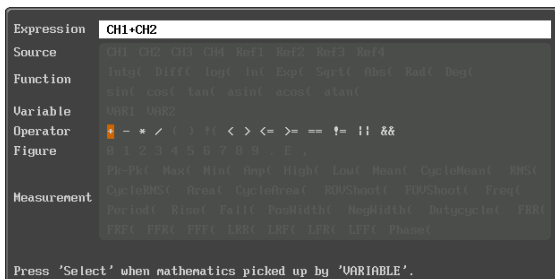 Expression CH1+CH2
Source CH1 CH2 CH3 CH4 Ref1 Ref2 Ref3 Ref4
Function Intg( Diff( log( ln( Exp( Sqrt( Abs( Rad( Deg(
sin( cos( tan( asin( acos( atan(
Variable VAR1 VAR2
Operator + - * / ( ) !( < > <= >= == != || &&
Figure 0 1 2 3 4 5 6 7 8 9 . E ,
Measurement Pk-Pk( Max( Min( Amp( High( Low( Mean( CycleMean( RMS(
CycleRMS( Area( CycleArea( ROVShoot( FOVShoot( Freq(
Period( Rise( Fall( PosWidth( NegWidth( Dutycycle( FRR(
FRF( FFR( FFF( LRR( LRF( LFR( LFF( Phase(
Press 'Select' when mathematics picked up by 'VARIABLE'.